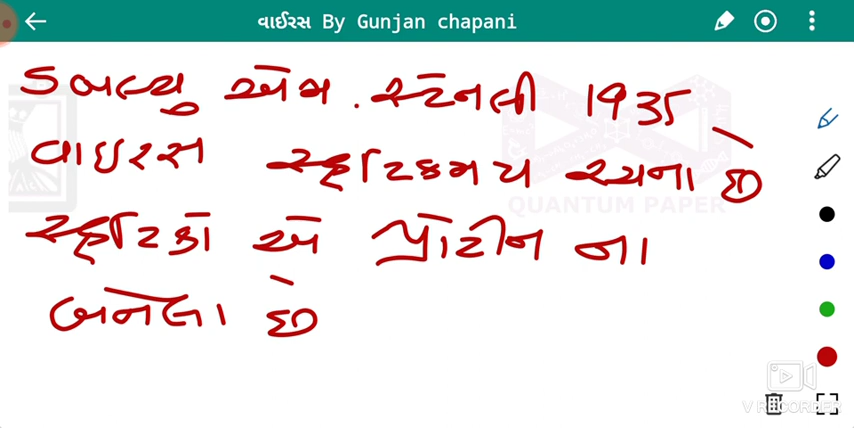 વાઈરસ By Gunjan chapani
ડબલ્યુ એમ. સ્ટેનલી 1935
વાઇરસ સ્ફટિકમય રચના છે
સ્ફટિકો એ પ્રોટીન ના
બનેલા છે
QUANTUM PAPER
V RECORDER